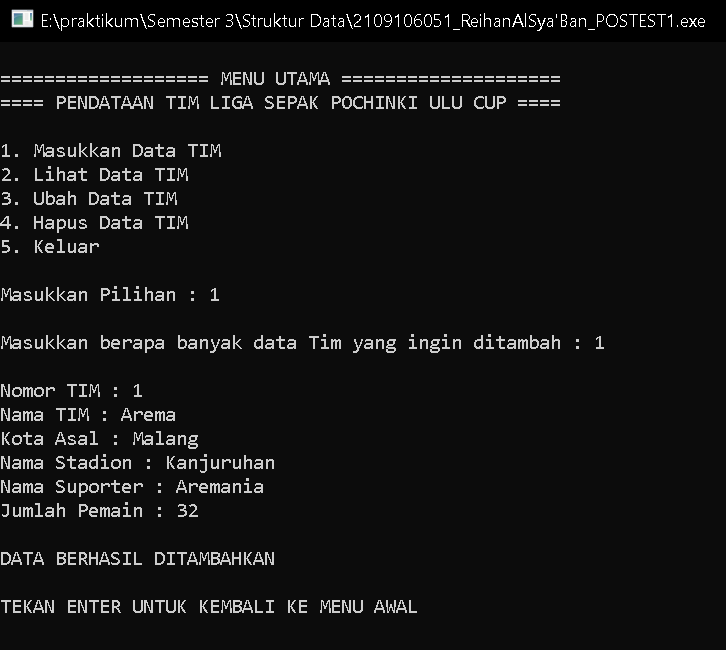 E:\praktikum\Semester 3\Struktur Data\2109106051_ReihanAlSya'Ban_POSTEST1.exe
=================== MENU UTAMA ====================
==== PENDATAAN TIM LIGA SEPAK POCHINKI ULU CUP ====
1. Masukkan Data TIM
2. Lihat Data TIM
3. Ubah Data TIM
4. Hapus Data TIM
5. Keluar
Masukkan Pilihan : 1
Masukkan berapa banyak data Tim yang ingin ditambah : 1
Nomor TIM : 1
Nama TIM : Arema
Kota Asal : Malang
Nama Stadion : Kanjuruhan
Nama Suporter : Aremania
Jumlah Pemain : 32
DATA BERHASIL DITAMBAHKAN
TEKAN ENTER UNTUK KEMBALI KE MENU AWAL